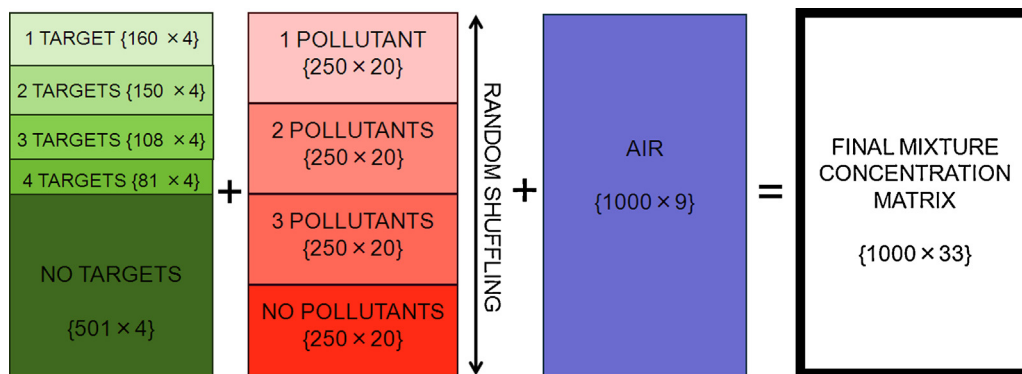 1 TARGET {160 × 4}
2 TARGETS {150 × 4}
3 TARGETS {108 × 4}
4 TARGETS {81 × 4}
NO TARGETS
{501 × 4}
+
1 POLLUTANT
{250 × 20}
2 POLLUTANTS
{250 × 20}
3 POLLUTANTS
{250 × 20}
NO POLLUTANTS
{250 × 20}
RANDOM SHUFFLING
+
AIR
{1000 × 9}
=
FINAL MIXTURE
CONCENTRATION
MATRIX
{1000 × 33}